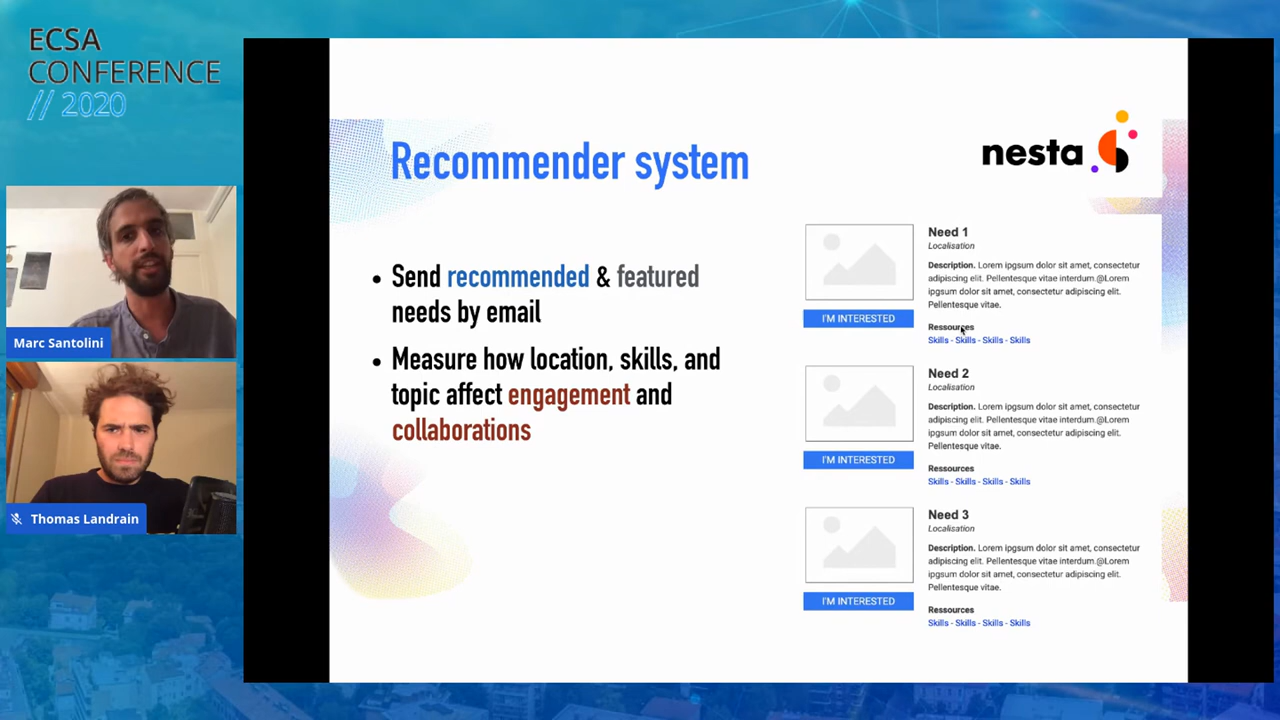 ECSA
CONFERENCE
// 2020
Marc Santolini
Thomas Landrain
Recommender system
nesta
• Send recommended & featured
needs by email
• Measure how location, skills, and
topic affect engagement and
collaborations
Need 1
Localisation
Description. Lorem ipgsum dolor sit amet, consectetur
adipiscing elit. Pellentesque vitae interdum.@Lorem
ipsgum dolor sit amet, consectetur adipiscing elit.
Pellentesque vitae.
I'M INTERESTED
Ressources
Skills - Skills - Skills - Skills
Need 2
Localisation
Description. Lorem ipgsum dolor sit amet, consectetur
adipiscing elit. Pellentesque vitae interdum.@Lorem
ipsgum dolor sit amet, consectetur adipiscing elit.
Pellentesque vitae.
I'M INTERESTED
Ressources
Skills - Skills - Skills - Skills
Need 3
Localisation
Description. Lorem ipgsum dolor sit amet, consectetur
adipiscing elit. Pellentesque vitae interdum.@Lorem
ipsgum dolor sit amet, consectetur adipiscing elit.
Pellentesque vitae.
I'M INTERESTED
Ressources
Skills - Skills - Skills - Skills